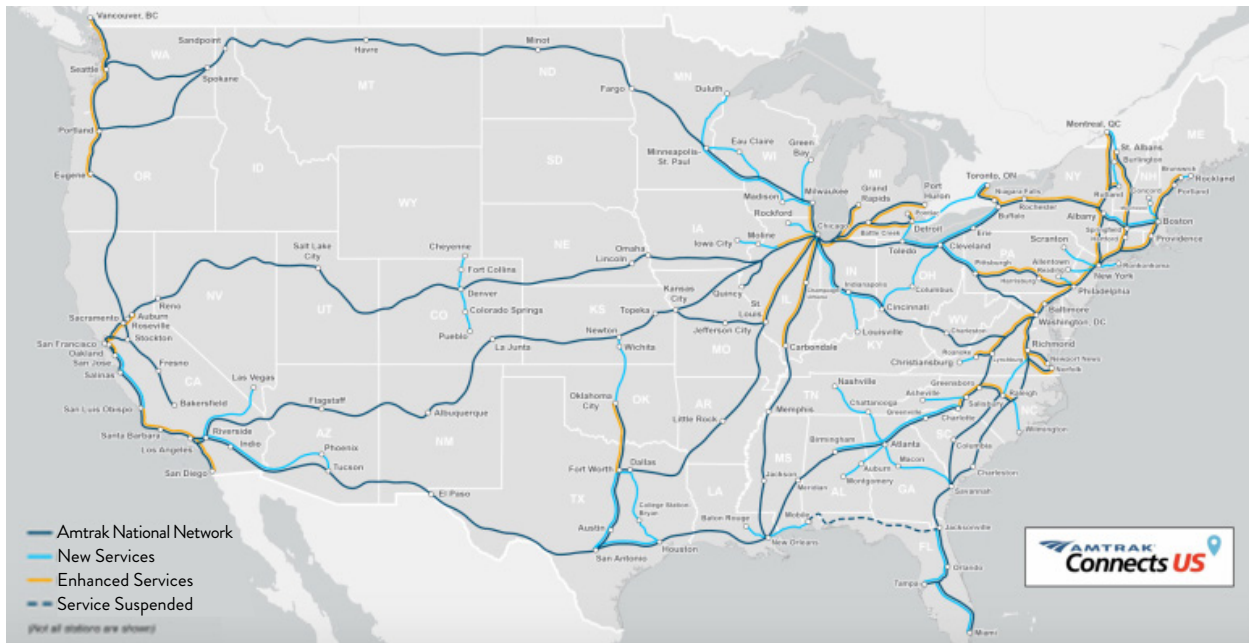 Vancouver, BC
WA
Sandpoint
Seattle
Spokane
Havre
Minot
MT
ND
Fargo
MN
Duluth
Portland
Eugene
OR
ID
WY
SD
Minneapolis-
St. Paul
Eau Claire
WI
Green
Bay
Milwaukee
Madison
Rockford
Moline
Iowa City
IA
MI
Grand
Rapids
Port
Huron
Chicago
Battle Creek
Pontiac
Detroit
Toledo
Cleveland
Toronto, ON
Niagara Falls
Rochester
Buffalo
Erie
NY
Montreal, QC
St. Albans
Burlington
Rutland
ME
NH
Concord
Brunswick
Rockland
Portland
Albany
Boston
Springfield
Hartford
Providence
Scranton
Allentown
Reading
Harrisburg
Ronkonkoma
New York
Philadelphia
PA
Pittsburgh
Baltimore
Washington, DC
Salt Lake
City
Cheyenne
Fort Collins
Denver
Colorado Springs
Pueblo
CO
NE
Omaha
Lincoln
Kansas
City
Quincy
St
Louis
IL
IN
Indianapolis
OH
Columbus
Cincinnati
Louisville
KY
WV
Charleston
Richmond
Newport News
Norfolk
Roanoke
Lynchburg
Christiansburg
Reno
Auburn
Roseville
Sacramento
San Francisco
Oakland
San Jose
Stockton
Salinas
Fresno
NV
UT
CA
Las Vegas
Bakersfield
San Luis Obispo
Santa Barbara
Los Angeles
San Diego
Riverside
Indio
Flagstaff
AZ
Phoenix
Tucson
Albuquerque
NM
La Junta
KS
Topeka
Newton
Wichita
Jefferson City
MO
Carbondale
Oklahoma
City
OK
AR
Little Rock
Memphis
Nashville
TN
Chattanooga
Asheville
Greenville
Greensboro
Salisbury
Raleigh
Charlotte
NC
Wilmington
SC
Columbia
Charleston
Savannah
Birmingham
Atlanta
Macon
Auburn
Montgomery
AL
GA
MS
Jackson
Meridian
Fort Worth
Dallas
TX
El Paso
College Station
Bryan
Austin
San Antonio
Houston
LA
Baton Rouge
Mobile
New Orleans
Jacksonville
FL
Orlando
Tampa
Miami
Amtrak National Network
New Services
Enhanced Services
Service Suspended
(Not all stations are shown)
AMTRAK
Connects US